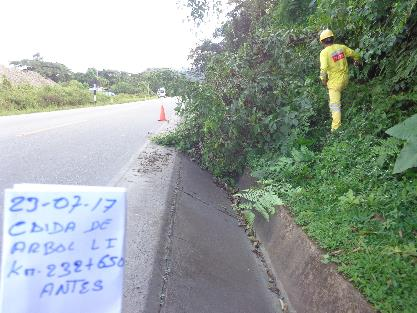 29-07-17
CAIDA DE
ARBOL LI
Km. 232+650
ANTES